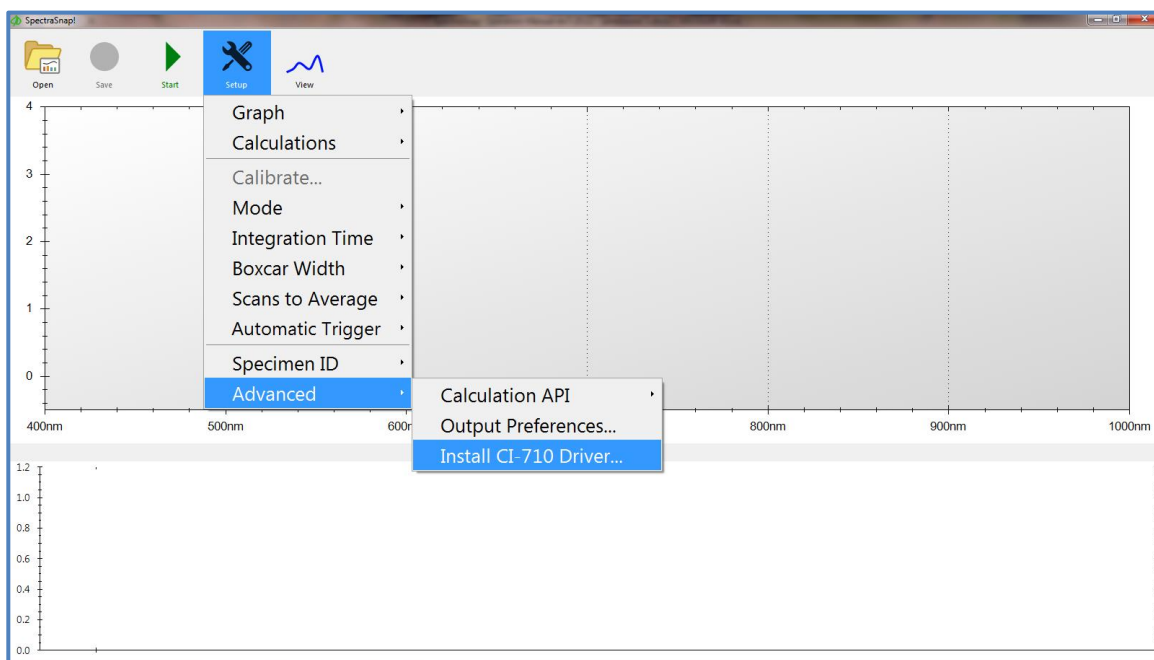 SpectraSnap!
Open Save Start Setup View
Graph
Calculations
Calibrate...
Mode
Integration Time
Boxcar Width
Scans to Average
Automatic Trigger
Specimen ID
Advanced
Calculation API
Output Preferences...
Install CI-710 Driver...
4
3
2
1
0
400nm 500nm 800nm 900nm 1000nm
1.2
1.0
0.8
0.6
0.4
0.2
0.0